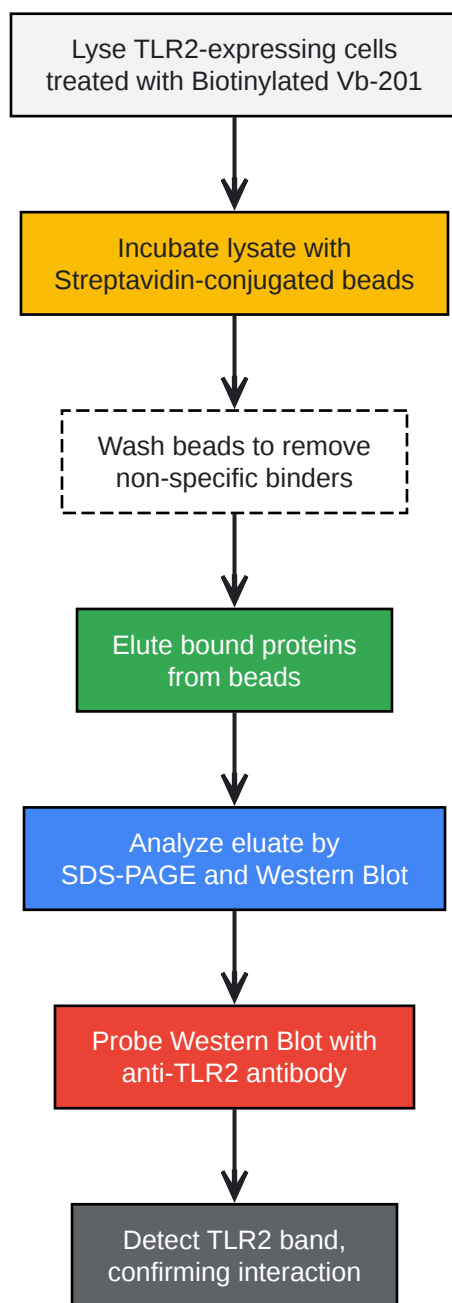 Lyse TLR2-expressing cells
treated with Biotinylated Vb-201
Incubate lysate with
Streptavidin-conjugated beads
Wash beads to remove
non-specific binders
Elute bound proteins
from beads
Analyze eluate by
SDS-PAGE and Western Blot
Probe Western Blot with
anti-TLR2 antibody
Detect TLR2 band,
confirming interaction